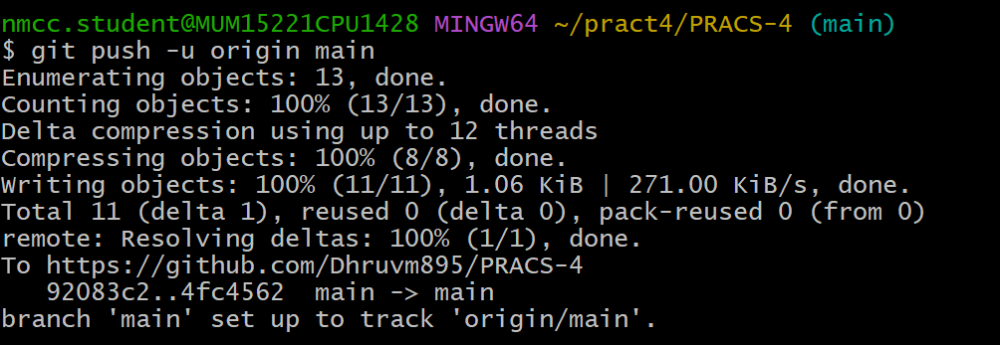 nmcc.student@MUM15221CPU1428 MINGW64 ~/pract4/PRACS-4 (main)
$ git push -u origin main
Enumerating objects: 13, done.
Counting objects: 100% (13/13), done.
Delta compression using up to 12 threads
Compressing objects: 100% (8/8), done.
Writing objects: 100% (11/11), 1.06 KiB | 271.00 KiB/s, done.
Total 11 (delta 1), reused 0 (delta 0), pack-reused 0 (from 0)
remote: Resolving deltas: 100% (1/1), done.
To https://github.com/Dhruvm895/PRACS-4
   92083c2..4fc4562  main -> main
branch 'main' set up to track 'origin/main'.